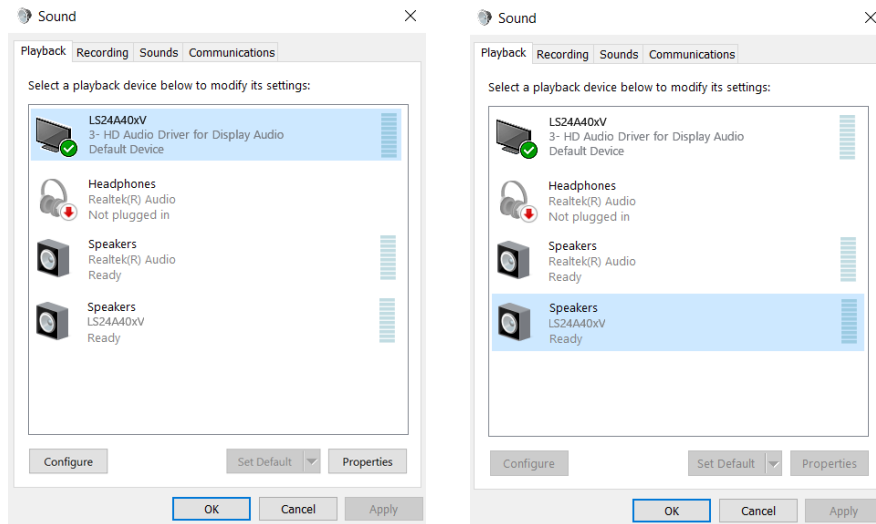 Sound
Playback Recording Sounds Communications
Select a playback device below to modify its settings:
LS24A40xV
3- HD Audio Driver for Display Audio
Default Device
Headphones
Realtek(R) Audio
Not plugged in
Speakers
Realtek(R) Audio
Ready
Speakers
LS24A40xV
Ready
Configure Set Default Properties
OK Cancel Apply
Sound
Playback Recording Sounds Communications
Select a playback device below to modify its settings:
LS24A40xV
3- HD Audio Driver for Display Audio
Default Device
Headphones
Realtek(R) Audio
Not plugged in
Speakers
Realtek(R) Audio
Ready
Speakers
LS24A40xV
Ready
Configure Set Default Properties
OK Cancel Apply